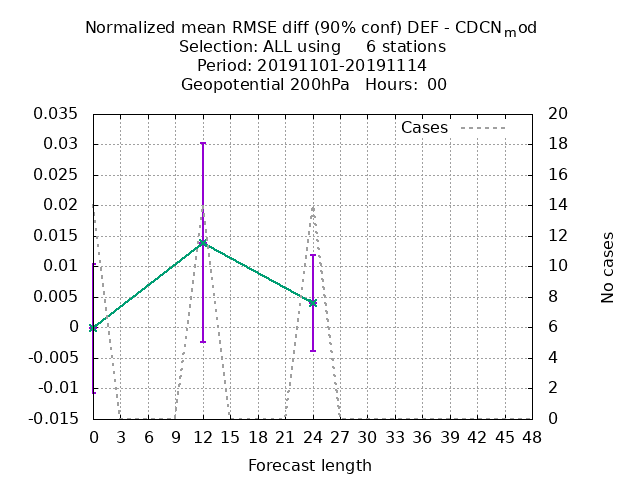 Normalized mean RMSE diff (90% conf) DEF - CDCNmod
Selection: ALL using     6 stations
Period: 20191101-20191114
Geopotential 200hPa   Hours:  00
Cases
0.035
0.03
0.025
0.02
0.015
0.01
0.005
0
-0.005
-0.01
-0.015
20
18
16
14
12
10
8
6
4
2
0
No cases
0 3 6 9 12 15 18 21 24 27 30 33 36 39 42 45 48
Forecast length